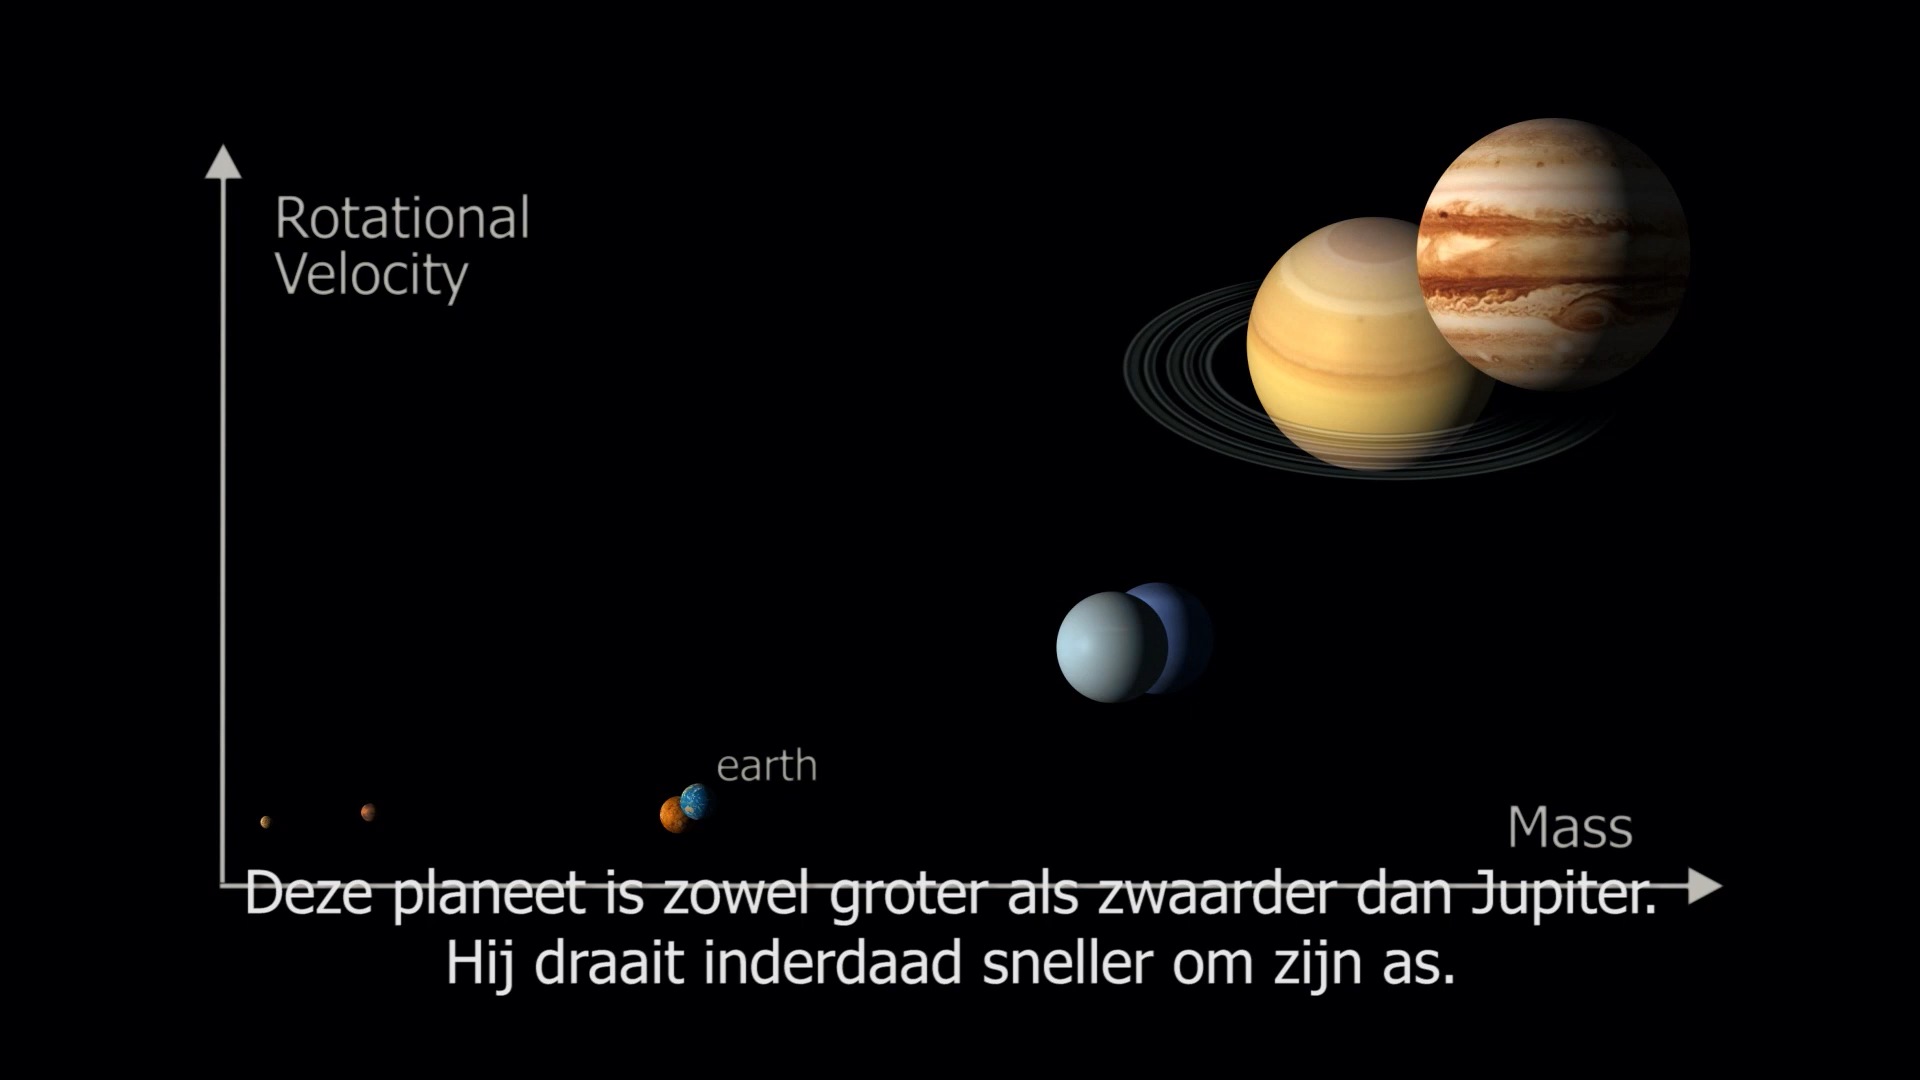 Rotational
Velocity
earth
Mass
Deze planeet is zowel groter als zwaarder dan Jupiter.
Hij draait inderdaad sneller om zijn as.